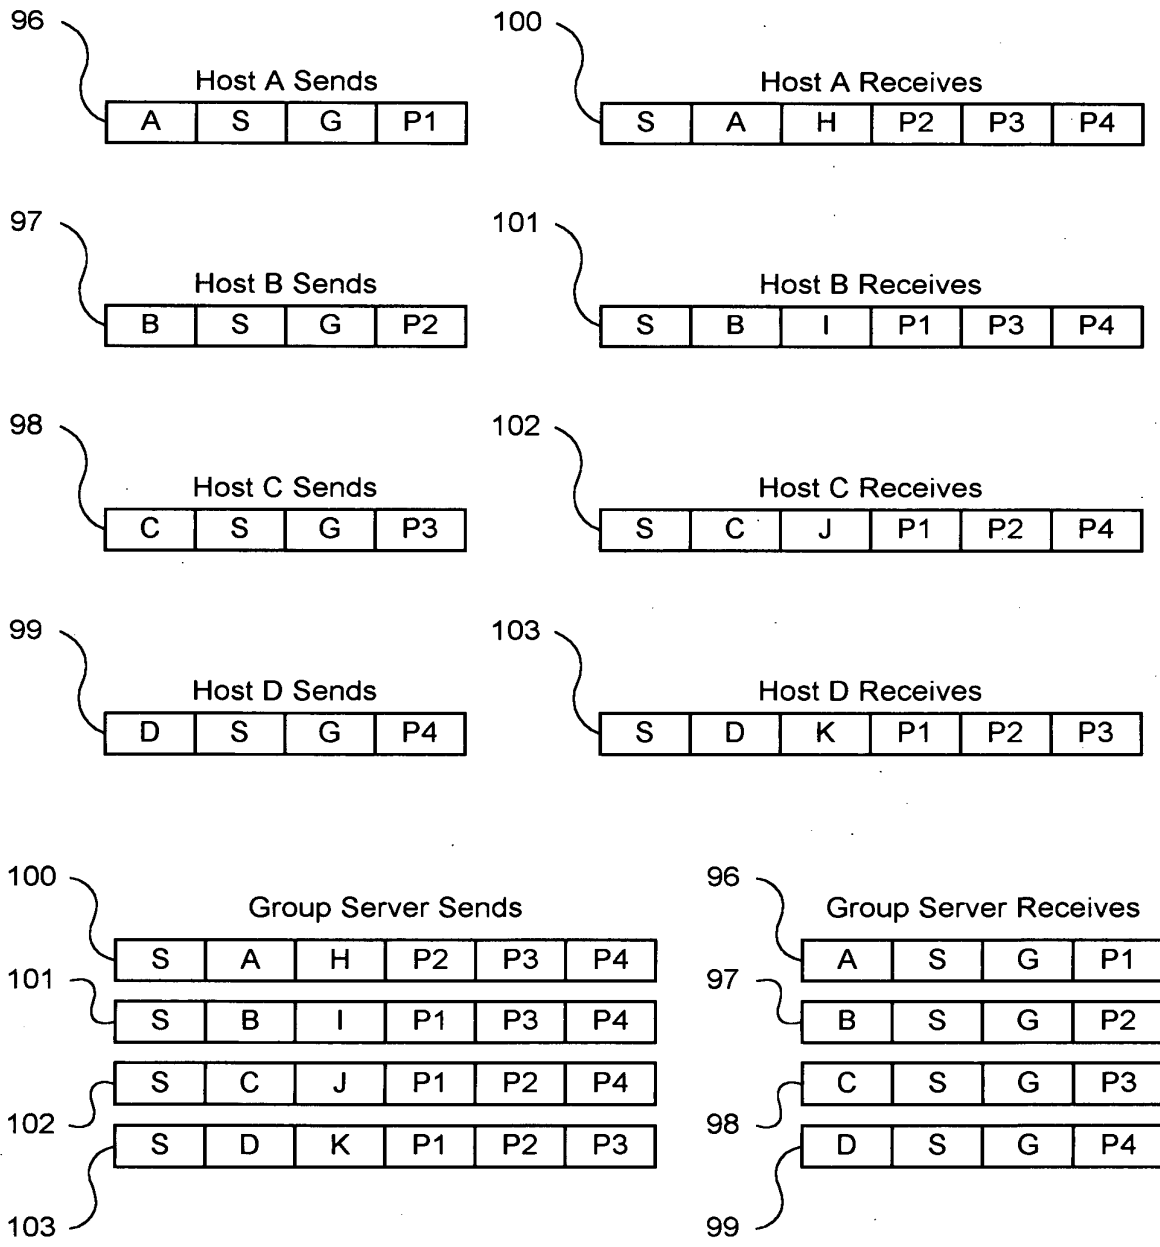 96
100
Host A Sends
Host A Receives
A S G P1
S A H P2 P3 P4
97
101
Host B Sends
Host B Receives
B S G P2
S B I P1 P3 P4
98
102
Host C Sends
Host C Receives
C S G P3
S C J P1 P2 P4
99
103
Host D Sends
Host D Receives
D S G P4
S D K P1 P2 P3
100
96
Group Server Sends
Group Server Receives
S A H P2 P3 P4
A S G P1
101
97
S B I P1 P3 P4
B S G P2
S C J P1 P2 P4
C S G P3
102
98
S D K P1 P2 P3
D S G P4
103
99